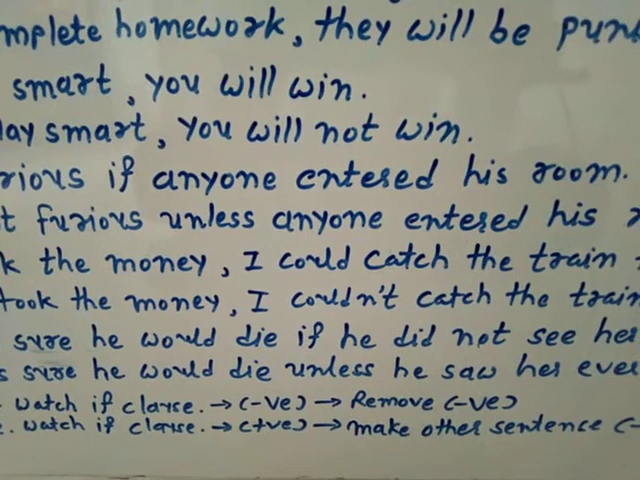 mplete homework, they will be pun
smart, you will win.
lay smart, you will not win.
rious if anyone entered his room.
t furious unless anyone entered his r
k the money, I could catch the train
took the money, I couldn't catch the train
sure he would die if he did not see her
s sure he would die unless he saw her ever
watch if clause. → (-ve) → Remove (-ve)
e. watch if clause. → (+ve) → make other sentence (-